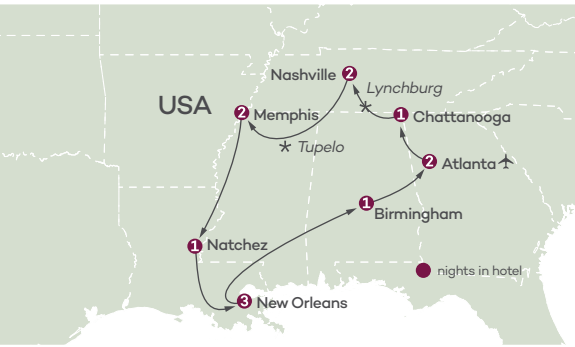 Nashville 2
Lynchburg
USA
2 Memphis
1 Chattanooga
Tupelo
2 Atlanta
1
Birmingham
1 Natchez
nights in hotel
3 New Orleans